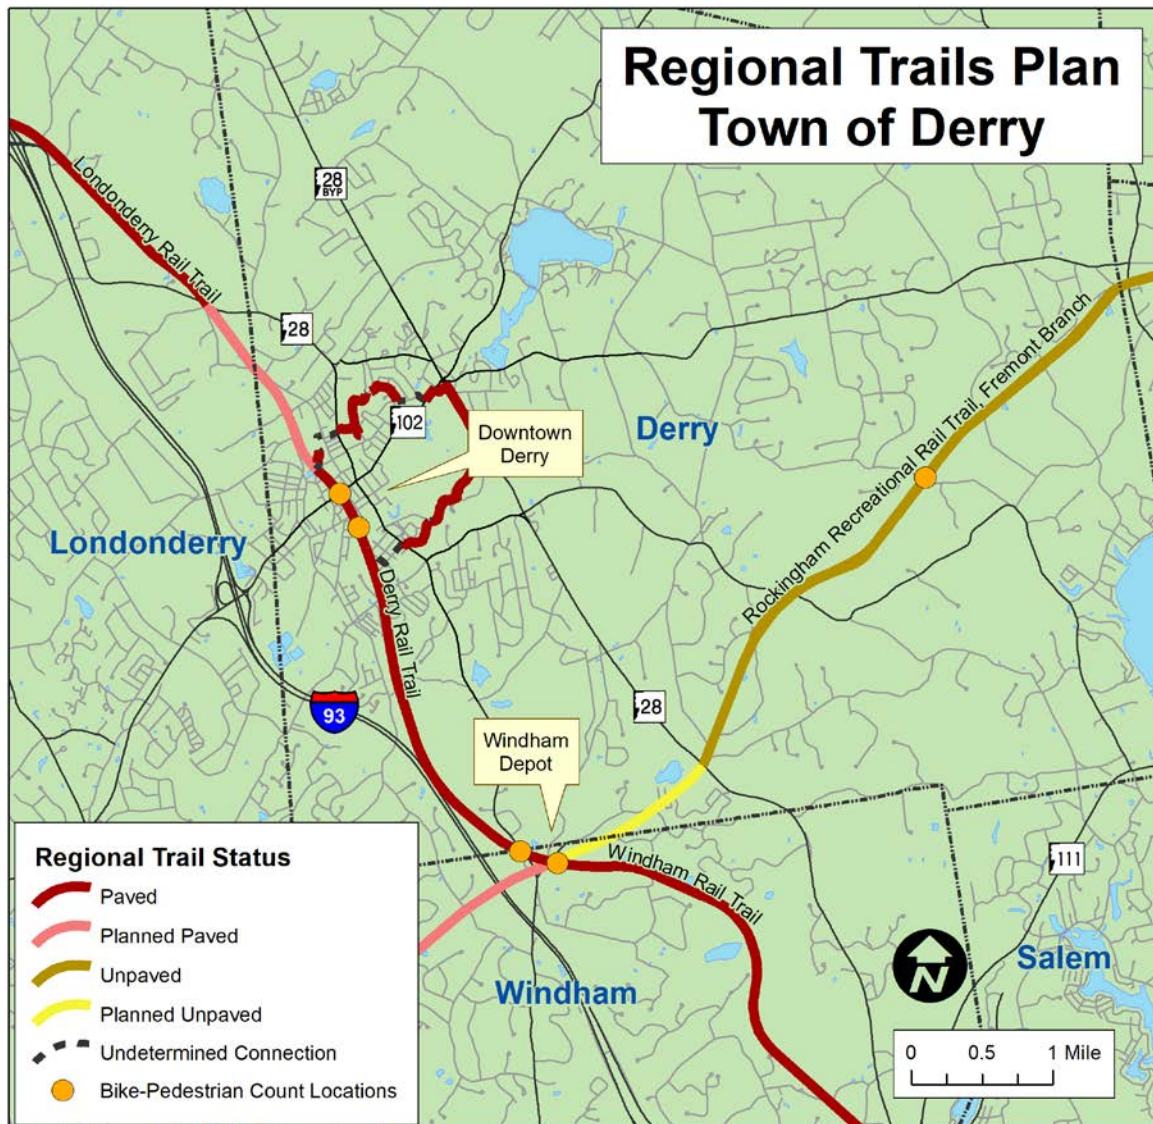 Regional Trails Plan
Town of Derry
Londonderry Rail Trail
28
BYP
28
102
Downtown
Derry
Derry
Rockingham Recreational Rail Trail, Fremont Branch
Londonderry
Derry Rail Trail
93
28
Windham
Depot
Windham Rail Trail
111
Salem
Windham
N
Regional Trail Status
Paved
Planned Paved
Unpaved
Planned Unpaved
Undetermined Connection
Bike-Pedestrian Count Locations
0 0.5 1 Mile